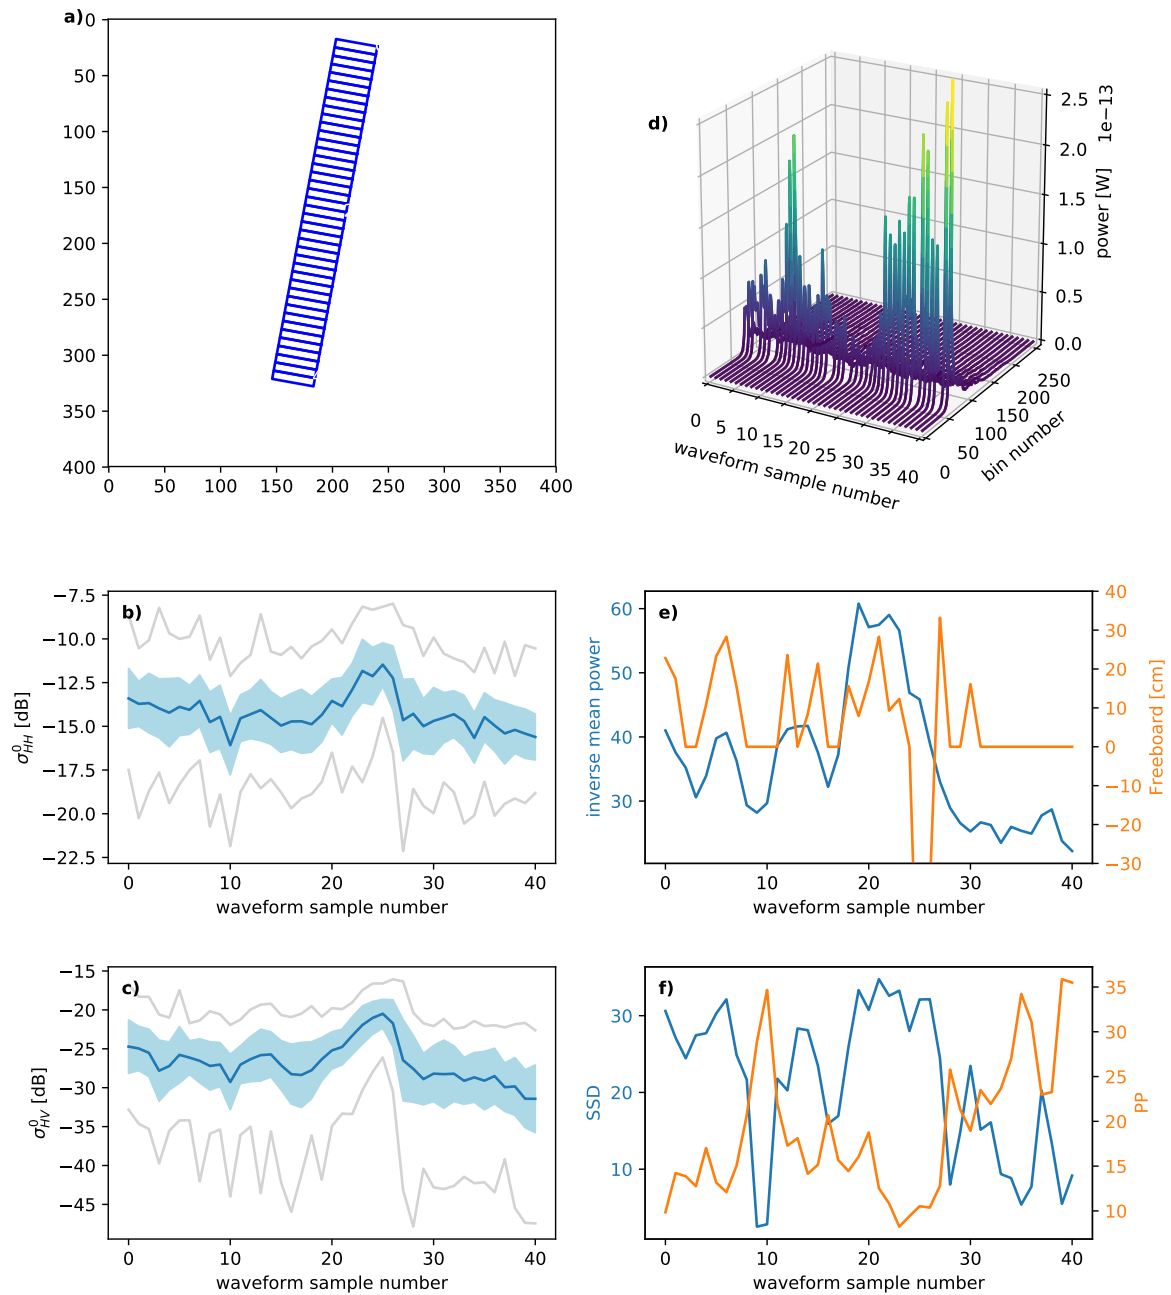 a)
0
50
100
150
200
250
300
350
400
0 50 100 150 200 250 300 350 400
d)
1e−13
2.5
2.0
1.5
1.0
0.5
0.0
power [W]
0 5 10 15 20 25 30 35 40
waveform sample number
0 50 100 150 200 250
bin number
b)
−7.5
−10.0
−12.5
−15.0
−17.5
−20.0
−22.5
σ⁰HH [dB]
0 10 20 30 40
waveform sample number
e)
60
50
40
30
inverse mean power
40
30
20
10
0
−10
−20
−30
Freeboard [cm]
0 10 20 30 40
waveform sample number
c)
−15
−20
−25
−30
−35
−40
−45
σ⁰HV [dB]
0 10 20 30 40
waveform sample number
f)
30
20
10
SSD
35
30
25
20
15
10
PP
0 10 20 30 40
waveform sample number